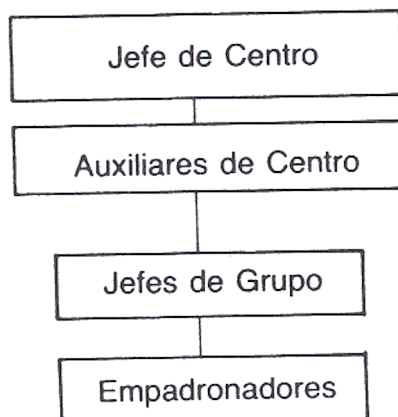 Jefe de Centro
Auxiliares de Centro
Jefes de Grupo
Empadronadores